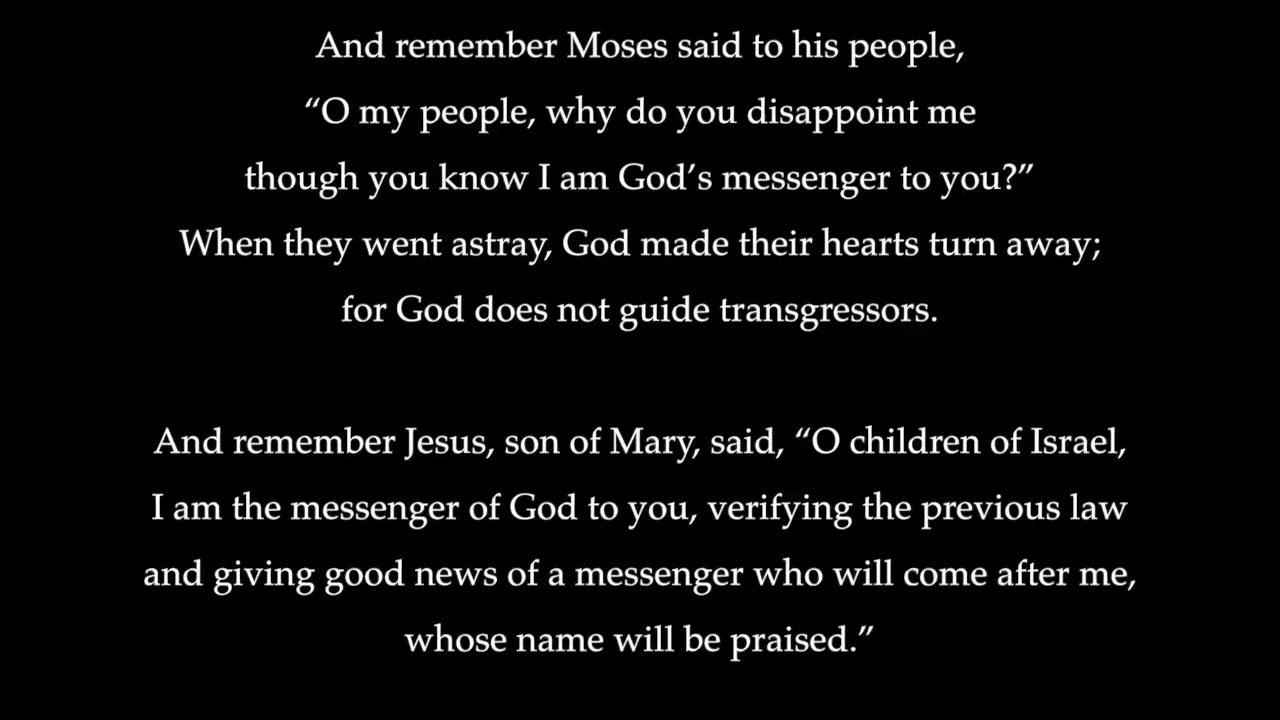 And remember Moses said to his people,
“O my people, why do you disappoint me
though you know I am God’s messenger to you?”
When they went astray, God made their hearts turn away;
for God does not guide transgressors.
And remember Jesus, son of Mary, said, “O children of Israel,
I am the messenger of God to you, verifying the previous law
and giving good news of a messenger who will come after me,
whose name will be praised.”